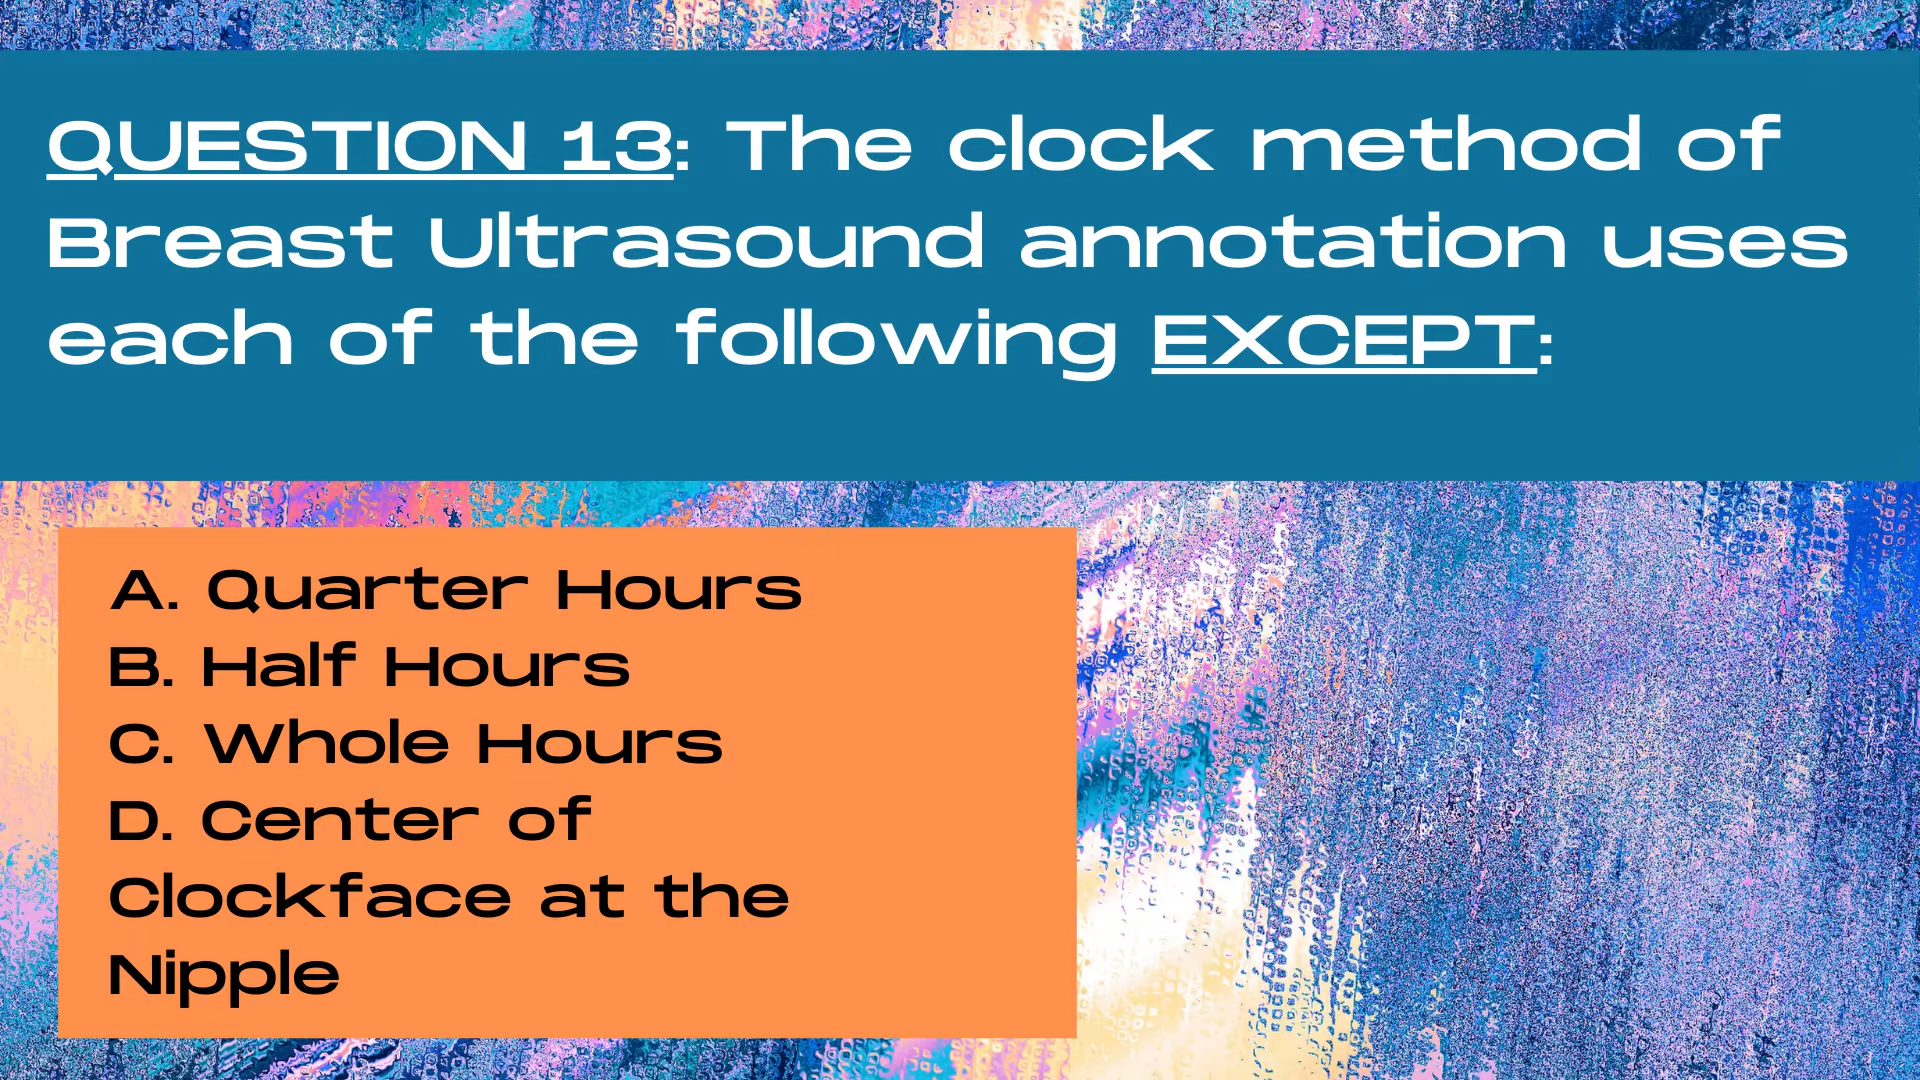 QUESTION 13: The clock method of
Breast Ultrasound annotation uses
each of the following EXCEPT:
A. Quarter Hours
B. Half Hours
C. Whole Hours
D. Center of
Clockface at the
Nipple